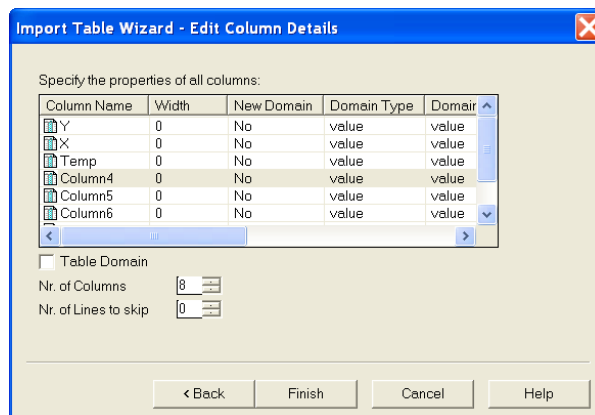 Import Table Wizard - Edit Column Details
Specify the properties of all columns:
Column Name Width New Domain Domain Type Domain
Y 0 No value value
X 0 No value value
Temp 0 No value value
Column4 0 No value value
Column5 0 No value value
Column6 0 No value value
Table Domain
Nr. of Columns 8
Nr. of Lines to skip 0
< Back Finish Cancel Help